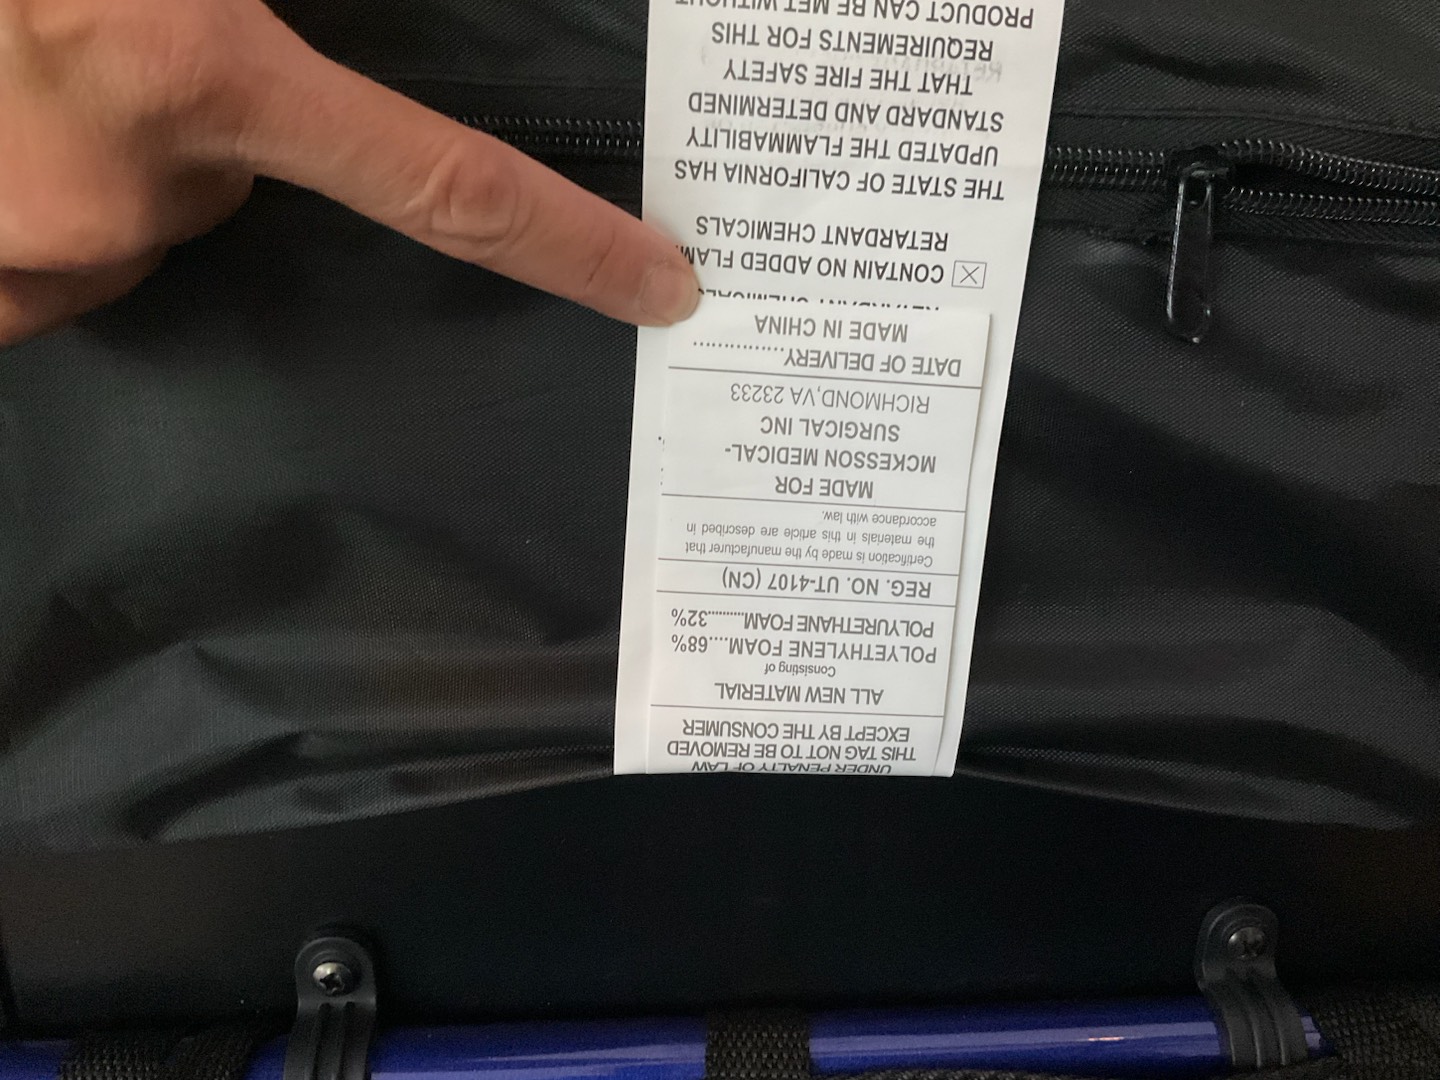 UNDER PENALTY OF LAW
THIS TAG NOT TO BE REMOVED
EXCEPT BY THE CONSUMER
ALL NEW MATERIAL
Consisting of
POLYETHYLENE FOAM....68%
POLYURETHANE FOAM..........32%
REG. NO. UT-4107 (CN)
Certification is made by the manufacturer that
the materials in this article are described in
accordance with law.
MADE FOR
MCKESSON MEDICAL-
SURGICAL INC
RICHMOND,VA 23233
DATE OF DELIVERY................
MADE IN CHINA
RETARDANT CHEMICALS
CONTAIN NO ADDED
RETARDANT CHEMICALS
THE STATE OF CALIFORNIA HAS
UPDATED THE FLAMMABILITY
STANDARD AND DETERMINED
THAT THE FIRE SAFETY
REQUIREMENTS FOR THIS
PRODUCT CAN BE MET WITHOUT